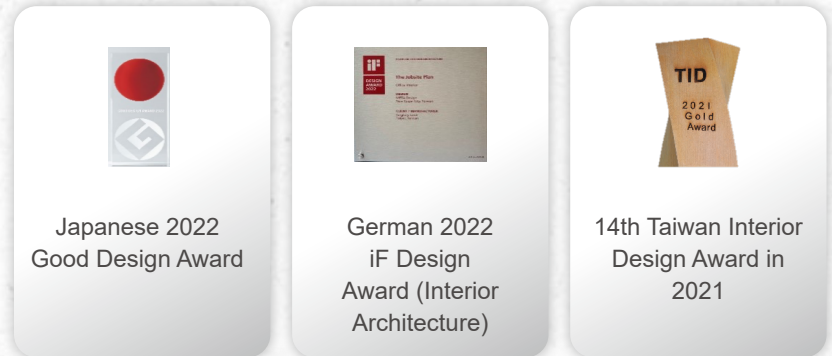 iF
DESIGN
AWARD
2022
TID
2021
Gold
Award
Japanese 2022
Good Design Award
German 2022
iF Design
Award (Interior
Architecture)
14th Taiwan Interior
Design Award in
2021